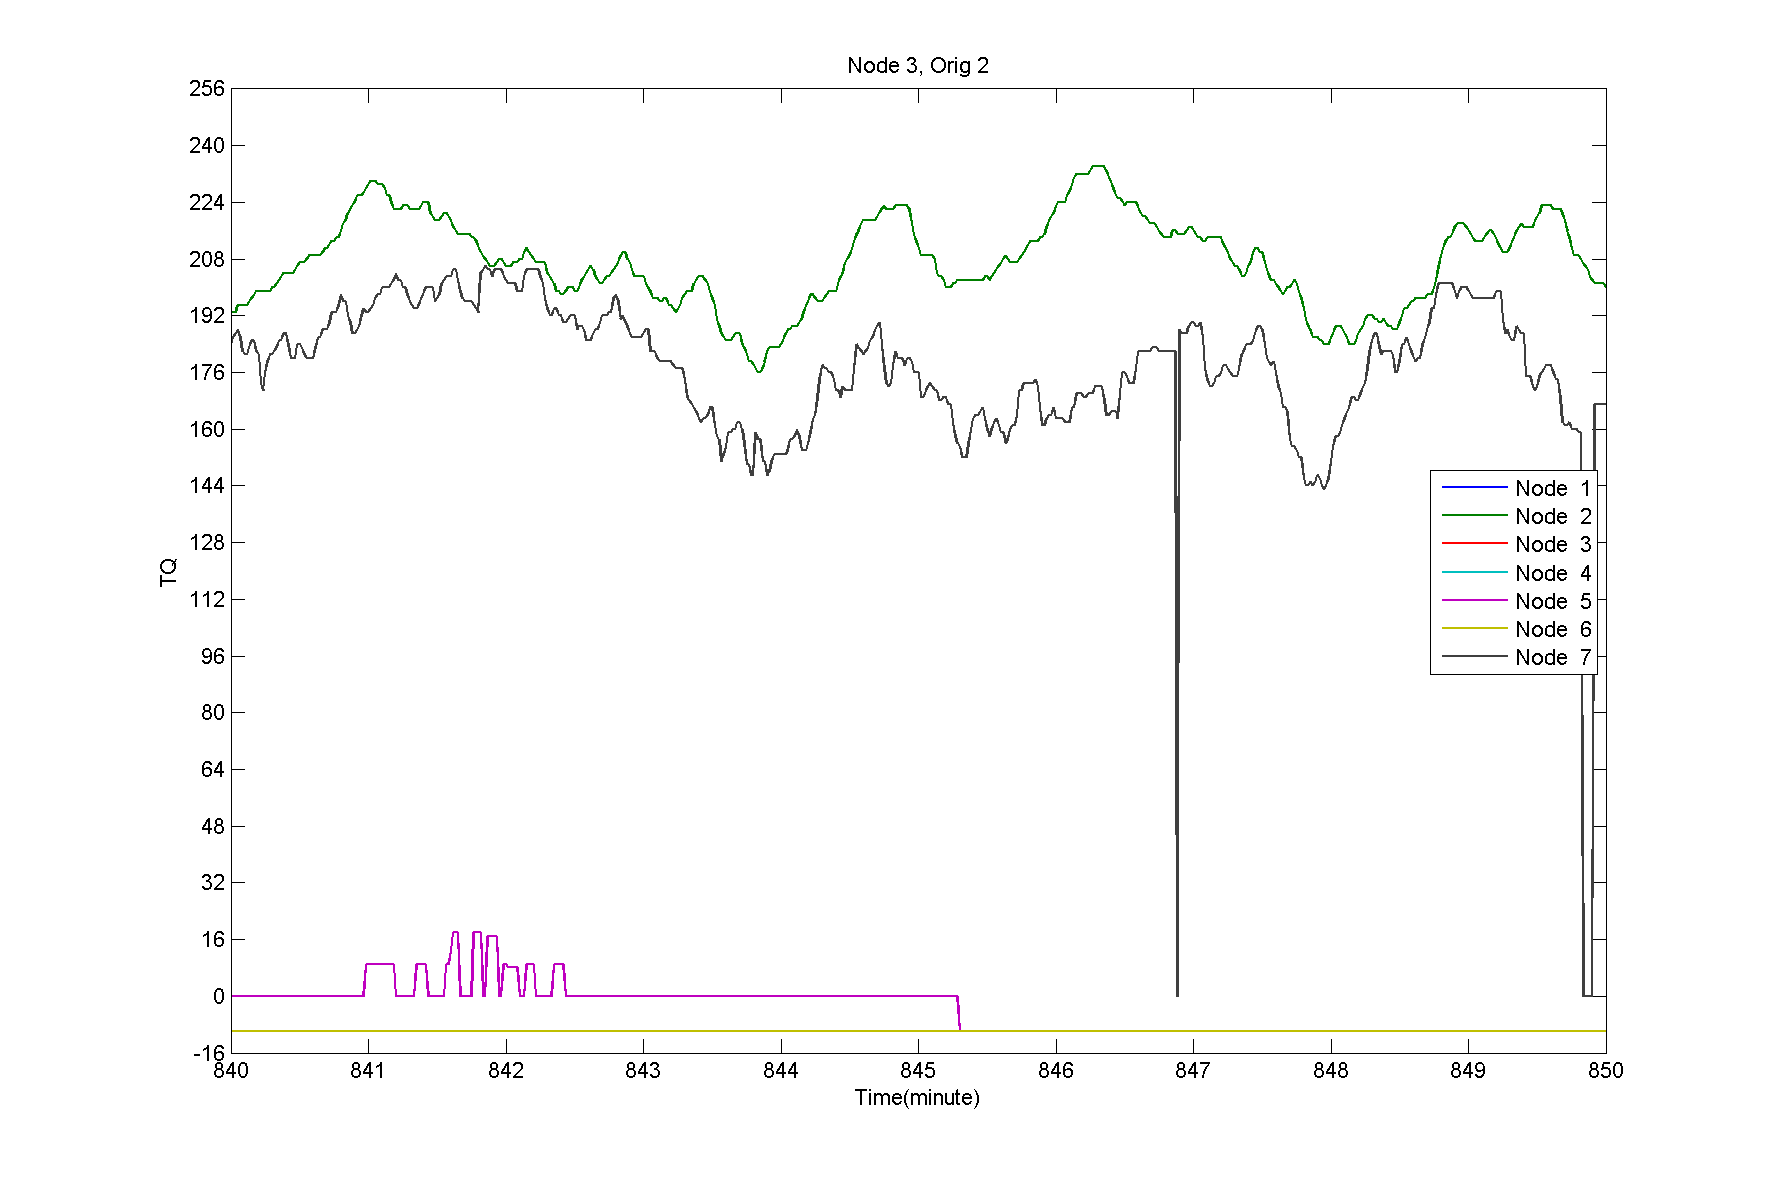 Node 3, Orig 2
256
240
224
208
192
176
160
144
128
112
96
80
64
48
32
16
0
-16
TQ
Node 1
Node 2
Node 3
Node 4
Node 5
Node 6
Node 7
840 841 842 843 844 845 846 847 848 849 850
Time(minute)